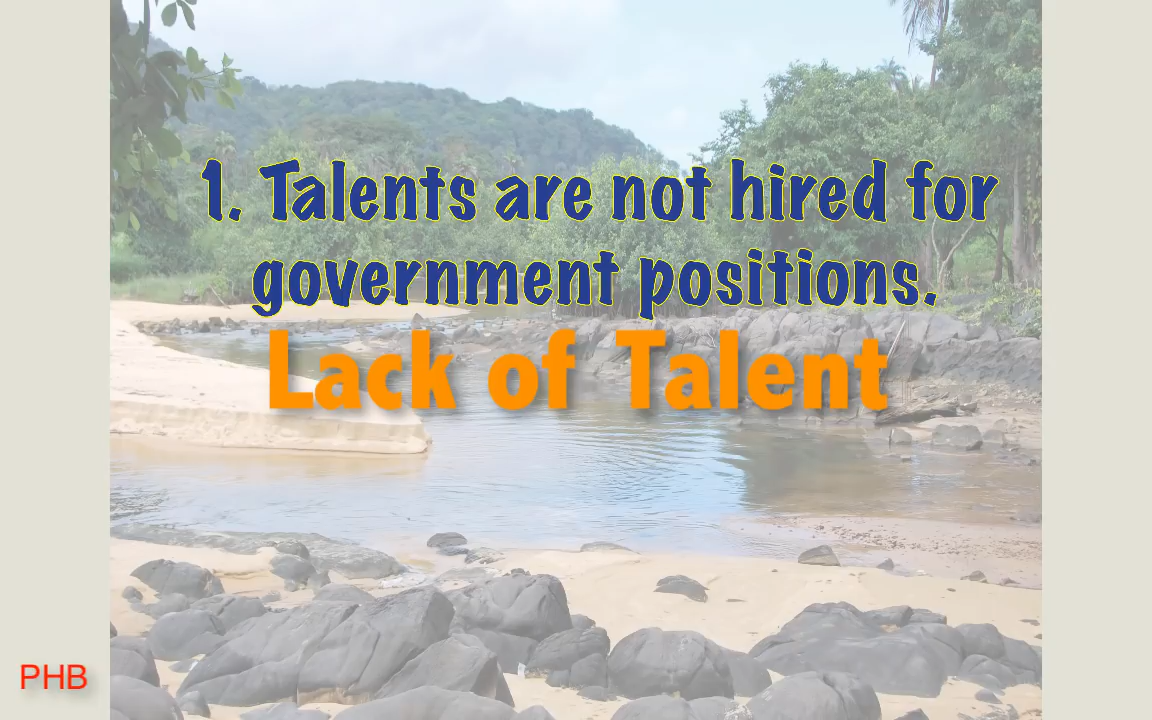 1. Talents are not hired for
government positions.
Lack of Talent
PHB